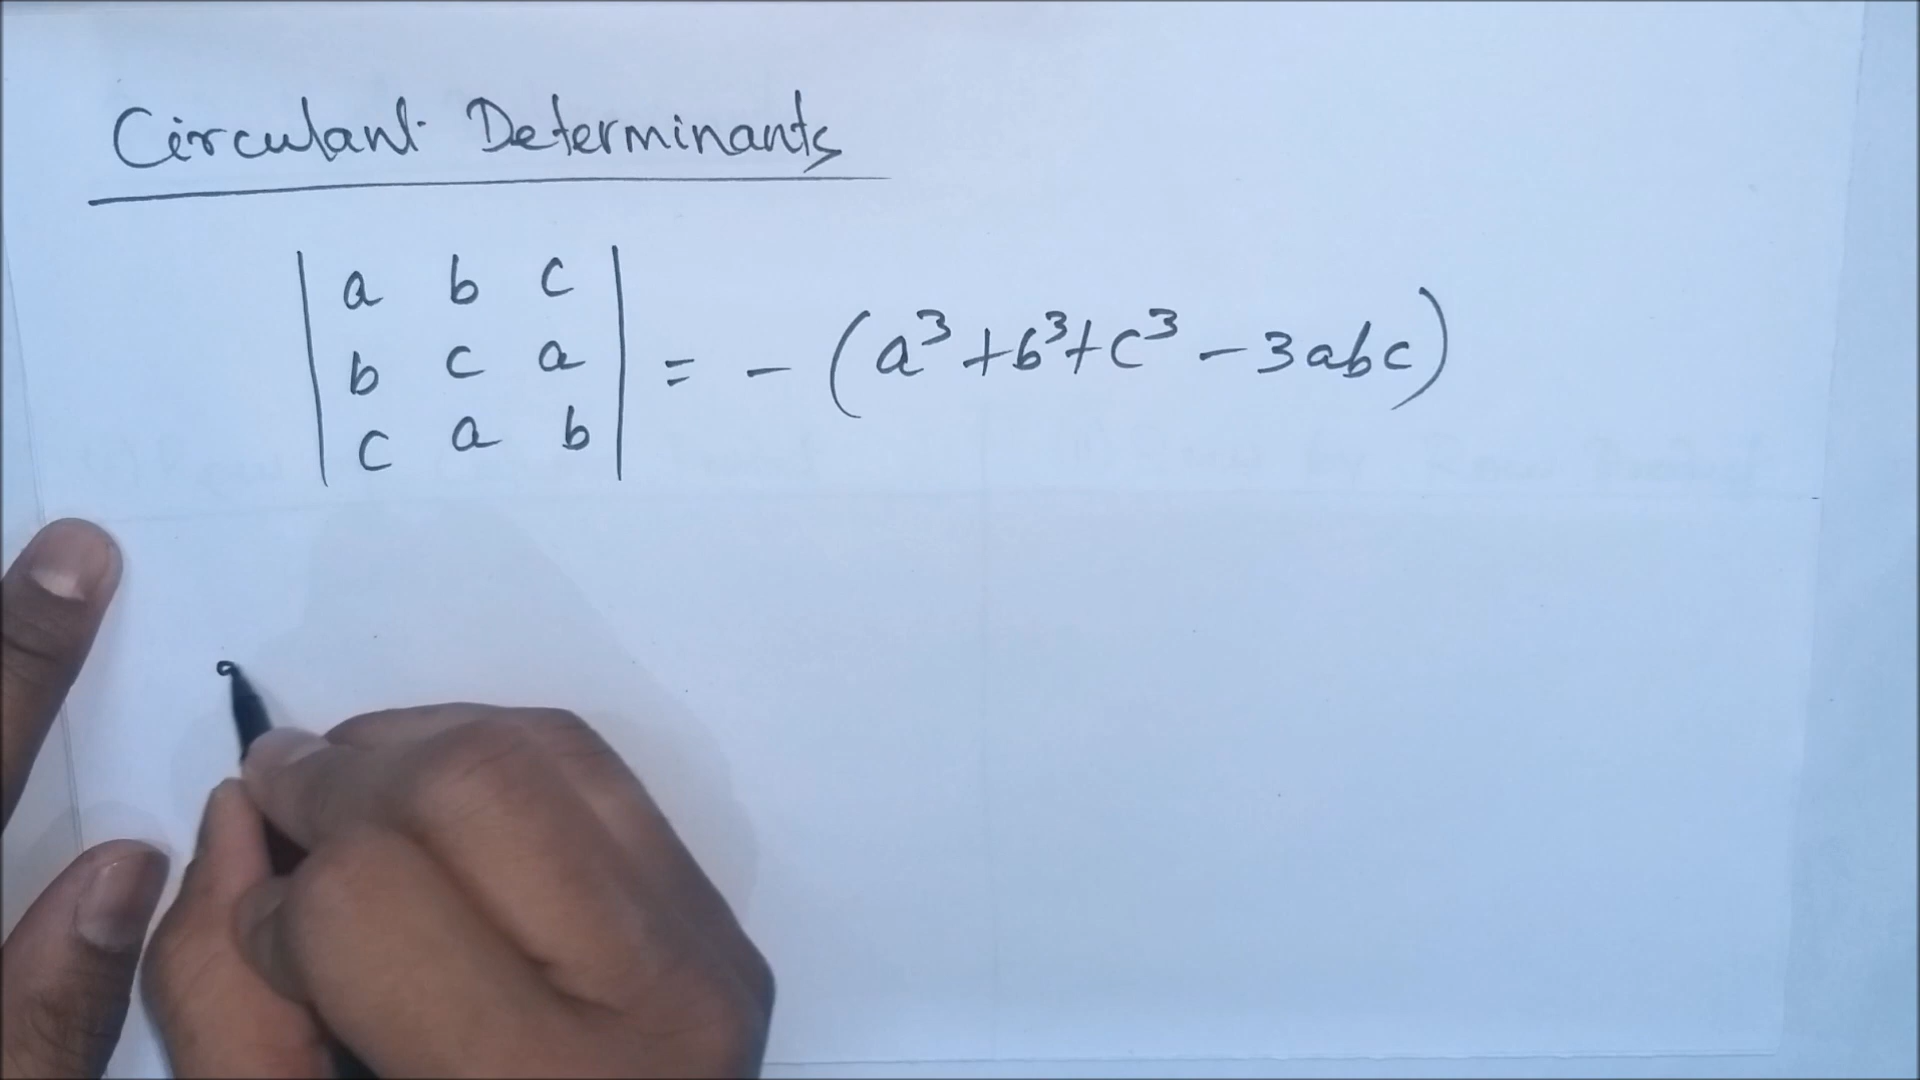 Circulant Determinants
| a b c |
| b c a | = - (a³ + b³ + c³ - 3abc)
| c a b |